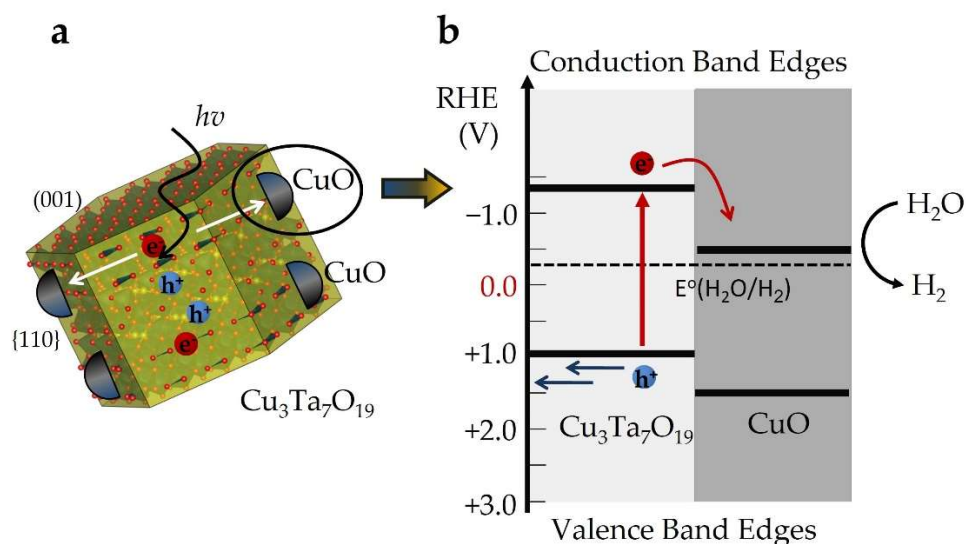 a
hν
(001)
CuO
e⁻
CuO
h⁺
{110}
h⁺
e⁻
Cu₃Ta₇O₁₉
b
Conduction Band Edges
RHE
(V)
e⁻
−1.0
H₂O
0.0
E°(H₂O/H₂)
H₂
+1.0
h⁺
Cu₃Ta₇O₁₉
CuO
+2.0
+3.0
Valence Band Edges